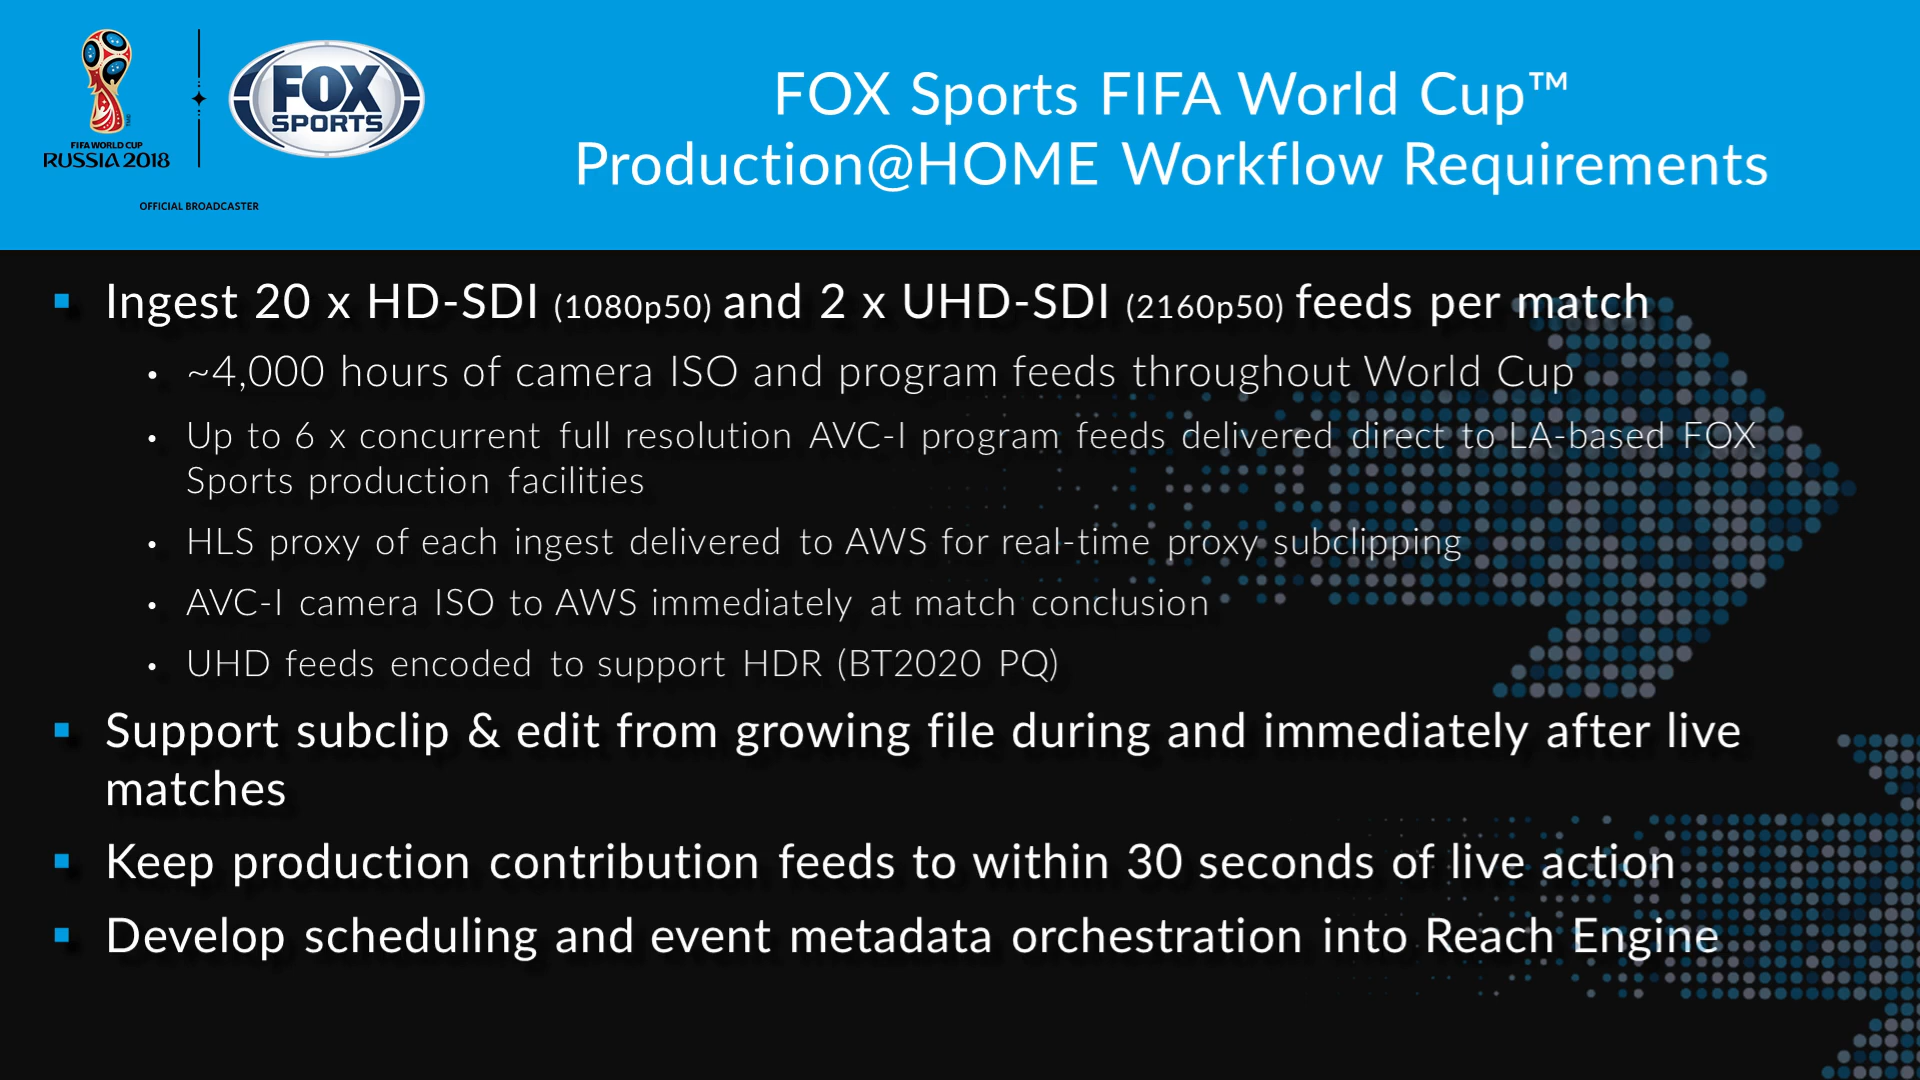 FIFA WORLD CUP
RUSSIA 2018
FOX
SPORTS
OFFICIAL BROADCASTER
FOX Sports FIFA World Cup™
Production@HOME Workflow Requirements
▪ Ingest 20 x HD-SDI (1080p50) and 2 x UHD-SDI (2160p50) feeds per match
• ~4,000 hours of camera ISO and program feeds throughout World Cup
• Up to 6 x concurrent full resolution AVC-I program feeds delivered direct to LA-based FOX
Sports production facilities
• HLS proxy of each ingest delivered to AWS for real-time proxy subclipping
• AVC-I camera ISO to AWS immediately at match conclusion
• UHD feeds encoded to support HDR (BT2020 PQ)
▪ Support subclip & edit from growing file during and immediately after live
matches
▪ Keep production contribution feeds to within 30 seconds of live action
▪ Develop scheduling and event metadata orchestration into Reach Engine